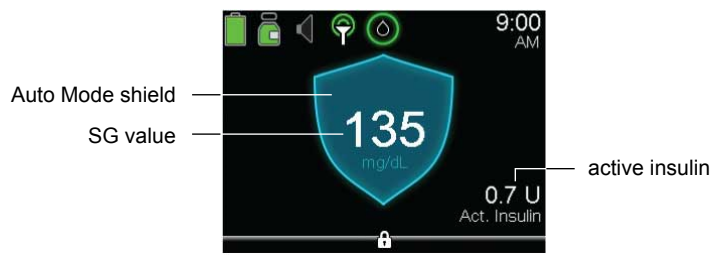 9:00
AM
Auto Mode shield
135
SG value
mg/dL
active insulin
0.7 U
Act. Insulin